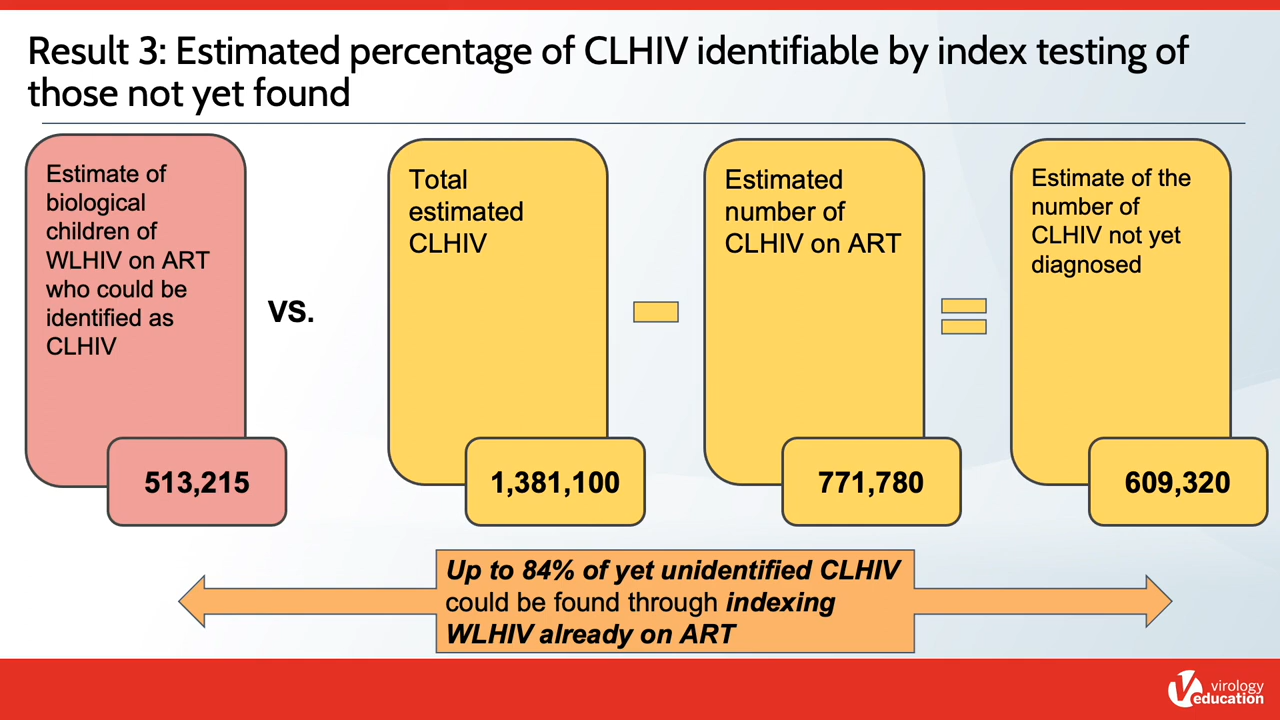 Result 3: Estimated percentage of CLHIV identifiable by index testing of
those not yet found
Estimate of
biological
children of
WLHIV on ART
who could be
identified as
CLHIV
513,215
VS.
Total
estimated
CLHIV
1,381,100
Estimated
number of
CLHIV on ART
771,780
Estimate of the
number of
CLHIV not yet
diagnosed
609,320
Up to 84% of yet unidentified CLHIV
could be found through indexing
WLHIV already on ART
virology
education